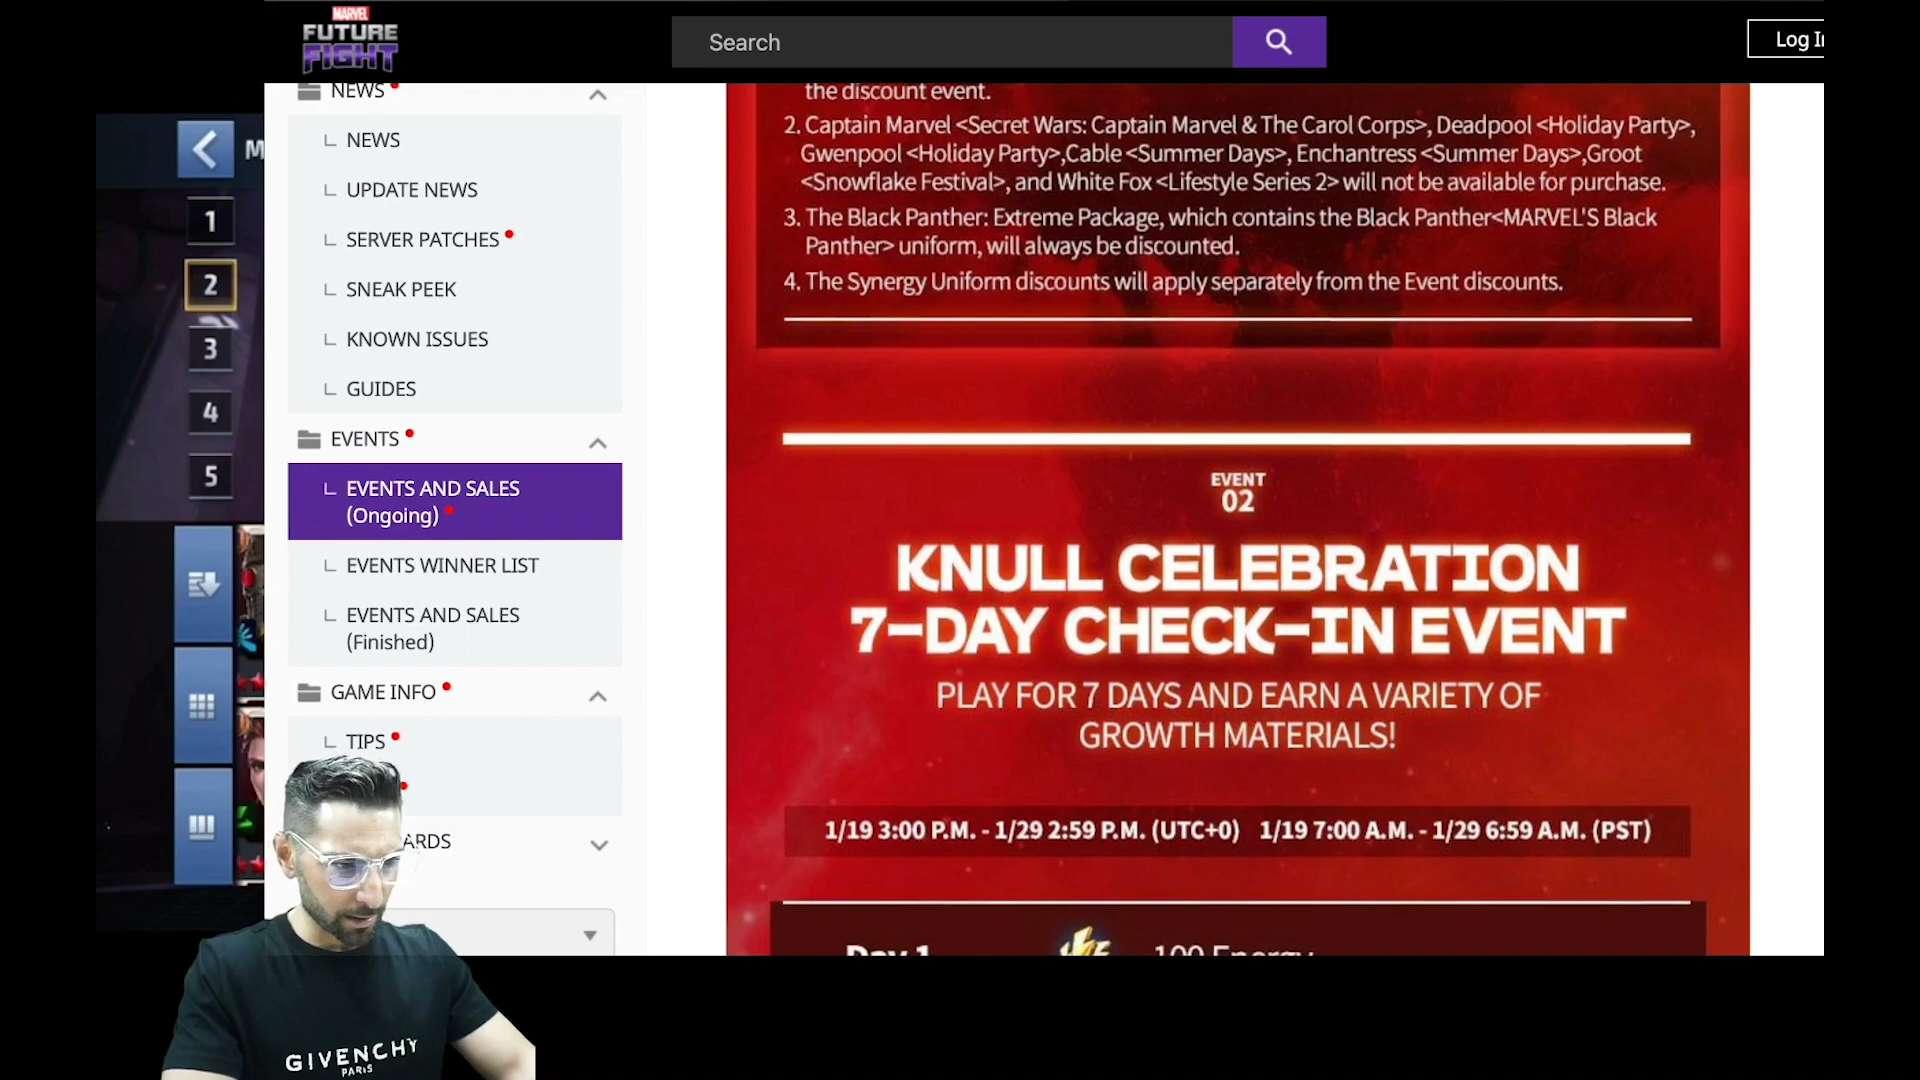 MARVEL
FUTURE
FIGHT
Search
NEWS
NEWS
UPDATE NEWS
SERVER PATCHES
SNEAK PEEK
KNOWN ISSUES
GUIDES
EVENTS
EVENTS AND SALES
(Ongoing)
EVENTS WINNER LIST
EVENTS AND SALES
(Finished)
GAME INFO
TIPS
M
1
2
3
4
5
the discount event.
2. Captain Marvel <Secret Wars: Captain Marvel & The Carol Corps>, Deadpool <Holiday Party>,
Gwenpool <Holiday Party>,Cable <Summer Days>, Enchantress <Summer Days>,Groot
<Snowflake Festival>, and White Fox <Lifestyle Series 2> will not be available for purchase.
3. The Black Panther: Extreme Package, which contains the Black Panther<MARVEL'S Black
Panther> uniform, will always be discounted.
4. The Synergy Uniform discounts will apply separately from the Event discounts.
EVENT
02
KNULL CELEBRATION
7-DAY CHECK-IN EVENT
PLAY FOR 7 DAYS AND EARN A VARIETY OF
GROWTH MATERIALS!
1/19 3:00 P.M. - 1/29 2:59 P.M. (UTC+0) 1/19 7:00 A.M. - 1/29 6:59 A.M. (PST)
Day 1 100 Energy
Log In
ARDS
GIVENCHY
PARIS